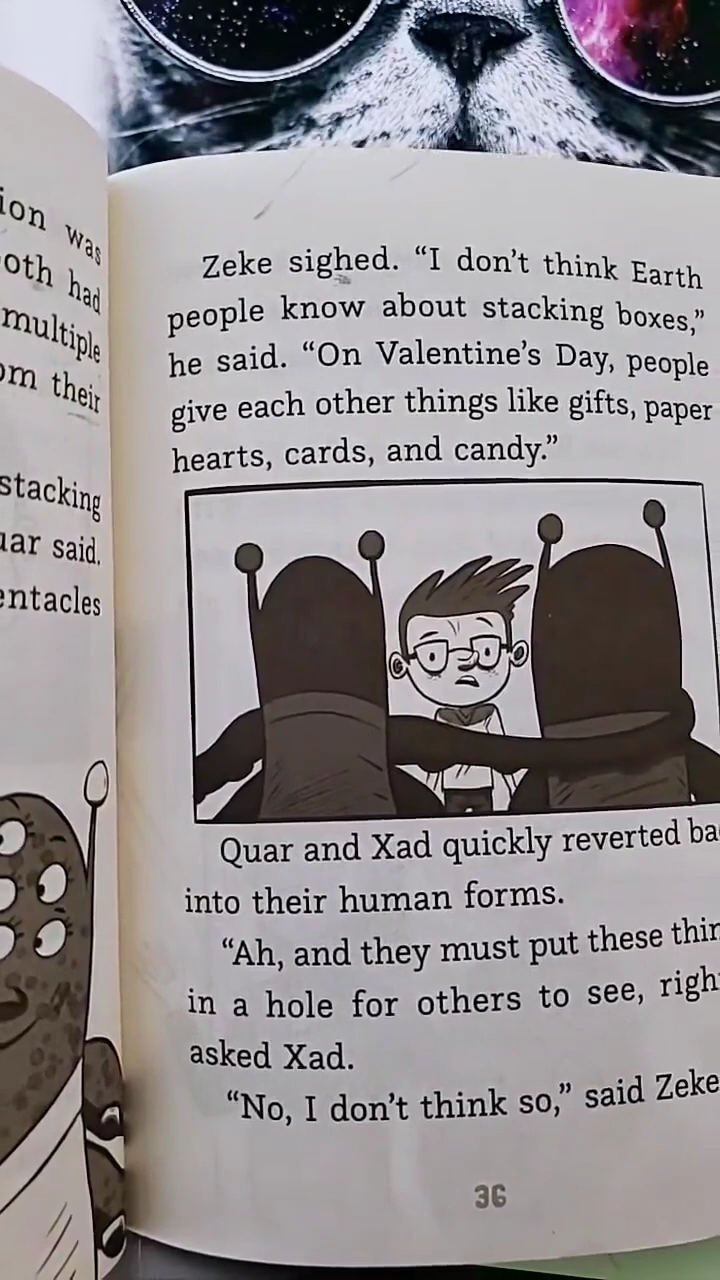 ion was
oth had
multiple
om their
stacking
uar said.
entacles
Zeke sighed. “I don’t think Earth
people know about stacking boxes,”
he said. “On Valentine’s Day, people
give each other things like gifts, paper
hearts, cards, and candy.”
Quar and Xad quickly reverted ba
into their human forms.
“Ah, and they must put these thin
in a hole for others to see, righ
asked Xad.
“No, I don’t think so,” said Zeke
36